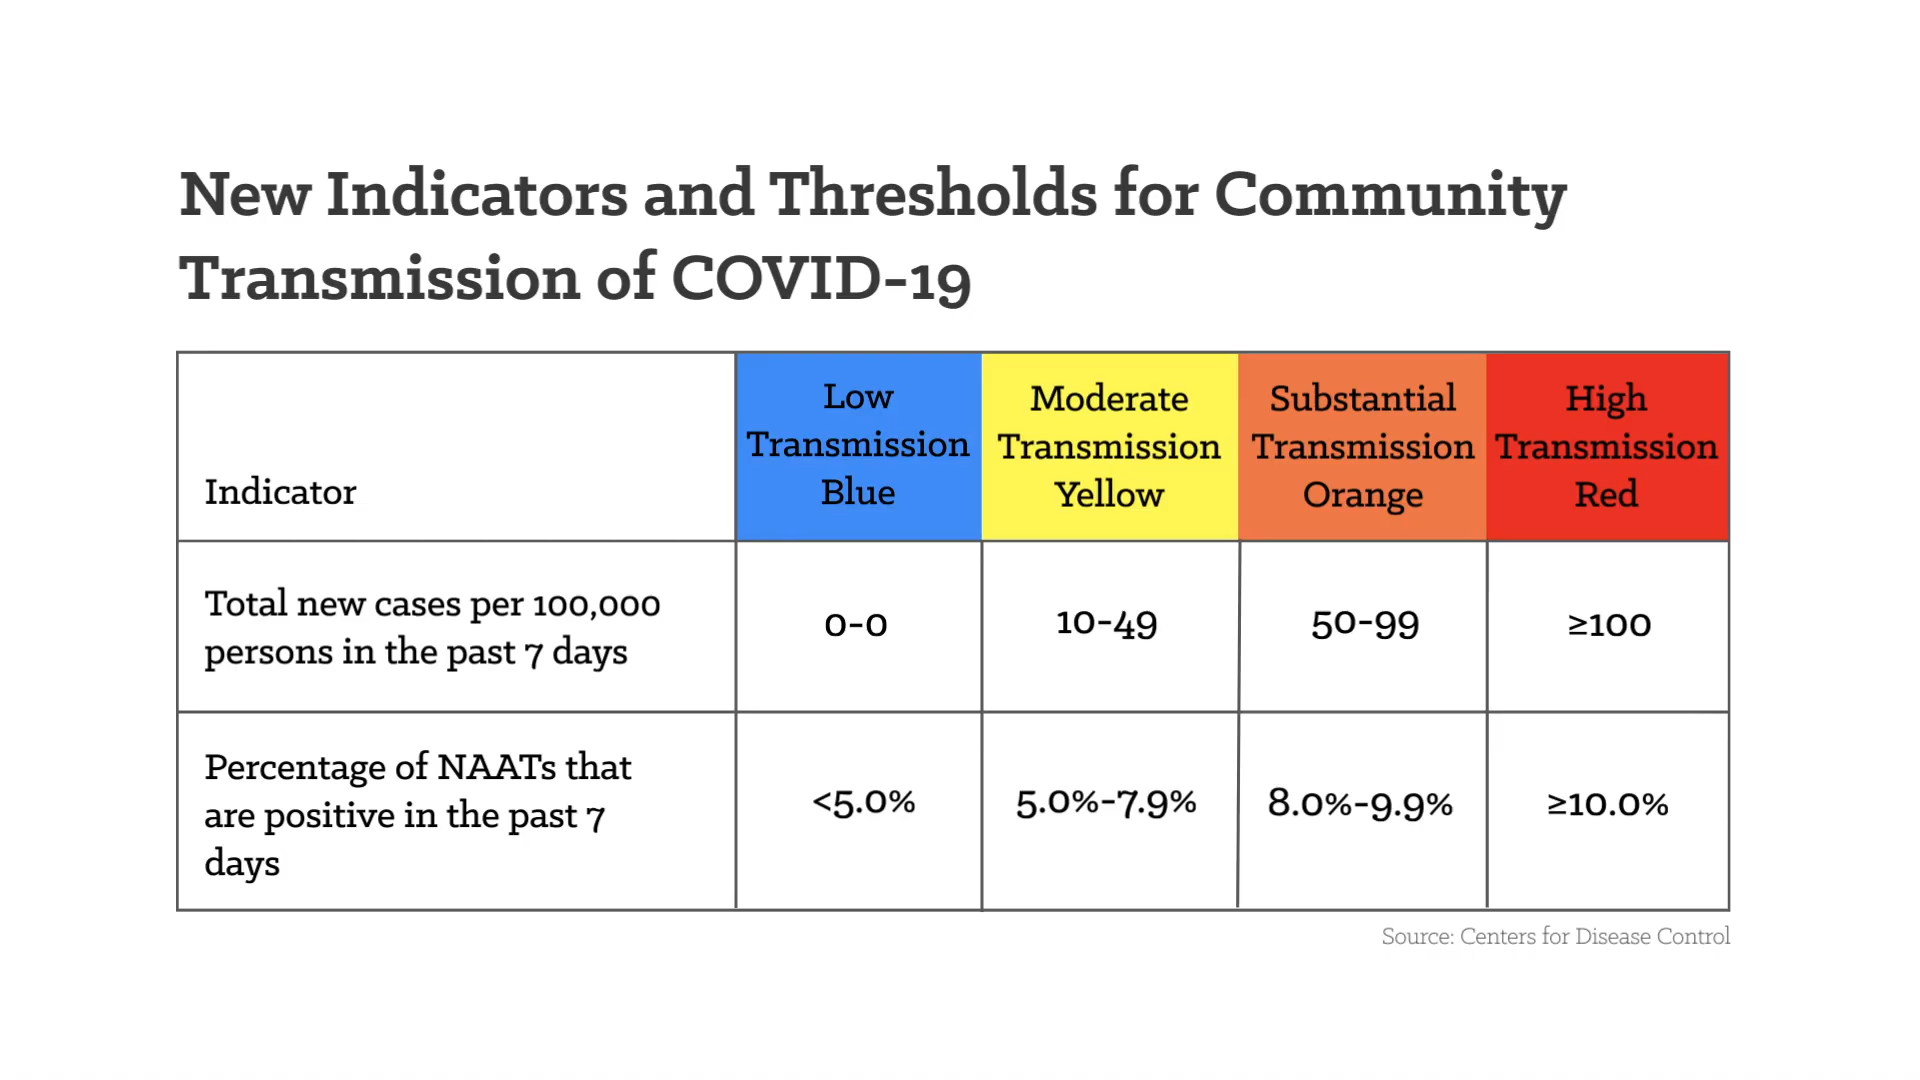 New Indicators and Thresholds for Community
Transmission of COVID-19
Indicator
Low
Transmission
Blue
Moderate
Transmission
Yellow
Substantial
Transmission
Orange
High
Transmission
Red
Total new cases per 100,000
persons in the past 7 days
0-0
10-49
50-99
≥100
Percentage of NAATs that
are positive in the past 7
days
<5.0%
5.0%-7.9%
8.0%-9.9%
≥10.0%
Source: Centers for Disease Control